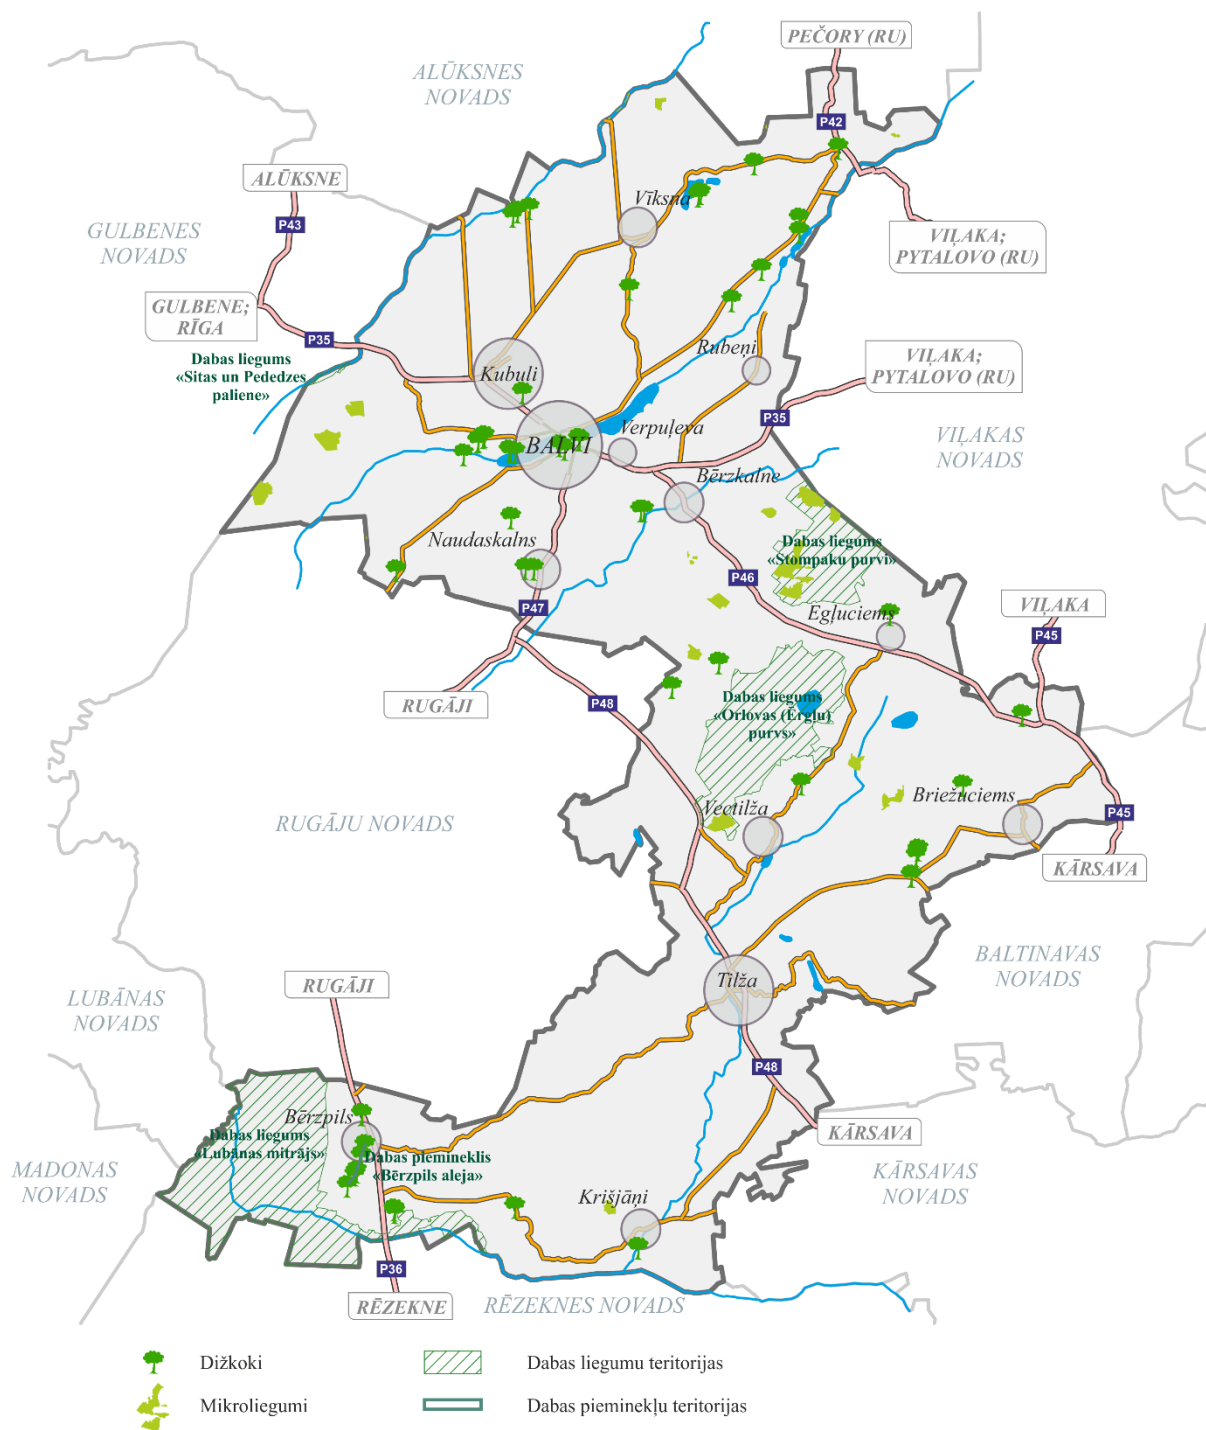 PEČORY (RU)
ALŪKSNES
NOVADS
P42
ALŪKSNE
Vīksna
P43
GULBENES
NOVADS
VIĻAKA;
PYTALOVO (RU)
GULBENE;
RĪGA
P35
Rubeņi
Dabas liegums
«Sitas un Pededzes
paliene»
Kubuli
VIĻAKA;
PYTALOVO (RU)
P35
Verpuļeva
BALVI
VIĻAKAS
NOVADS
Bērzkalne
Naudaskalns
Dabas liegums
«Stompaku purvi»
P46
P47
Egļuciems
VIĻAKA
P45
RUGĀJI
P48
Dabas liegums
«Orlovas (Ērgļu)
purvs»
Briežuciems
Vectilža
P45
RUGĀJU NOVADS
KĀRSAVA
BALTINAVAS
NOVADS
Tilža
RUGĀJI
LUBĀNAS
NOVADS
P48
Bērzpils
KĀRSAVA
Dabas liegums
«Lubāna mitrājs»
Dabas piemineklis
«Bērzpils aleja»
MADONAS
NOVADS
KĀRSAVAS
NOVADS
Krišjāņi
P36
RĒZEKNE
RĒZEKNES NOVADS
Dižkoki
Dabas liegumu teritorijas
Mikroliegumi
Dabas pieminekļu teritorijas